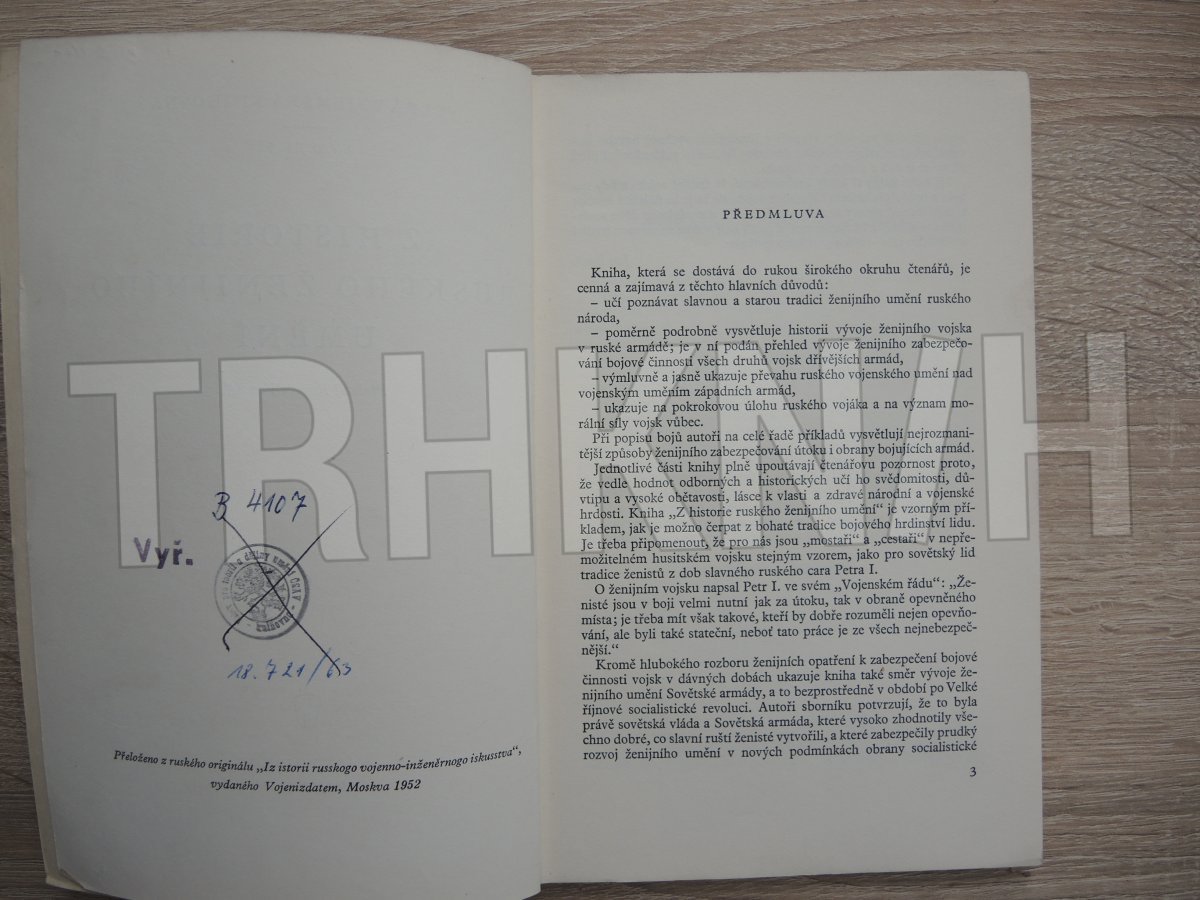 B 4107
Vyř.
18.721/63
Přeloženo z ruského originálu „Iz istorii russkogo vojenno-inženěrnogo iskusstva“,
vydaného Vojenizdatem, Moskva 1952
PŘEDMLUVA
Kniha, která se dostává do rukou širokého okruhu čtenářů, je
cenná a zajímavá z těchto hlavních důvodů:
– učí poznávat slavnou a starou tradici ženijního umění ruského
národa,
– poměrně podrobně vysvětluje historii vývoje ženijního vojska
v ruské armádě; je v ní podán přehled vývoje ženijního zabezpečo-
vání bojové činnosti všech druhů vojsk dřívějších armád,
– výmluvně a jasně ukazuje převahu ruského vojenského umění nad
vojenským uměním západních armád,
– ukazuje na pokrokovou úlohu ruského vojáka a na význam mo-
rální síly vojsk vůbec.
Při popisu bojů autoři na celé řadě příkladů vysvětlují nejrozmani-
tější způsoby ženijního zabezpečování útoku i obrany bojujících armád.
Jednotlivé části knihy plně upoutávají čtenářovu pozornost proto,
že vedle hodnot odborných a historických učí ho svědomitosti, dů-
vtipu a vysoké obětavosti, lásce k vlasti a zdravé národní a vojenské
hrdosti. Kniha „Z historie ruského ženijního umění“ je vzorným pří-
kladem, jak je možno čerpat z bohaté tradice bojového hrdinství lidu.
Je třeba připomenout, že pro nás jsou „mostaři“ a „cestaři“ v nepře-
možitelném husitském vojsku stejným vzorem, jako pro sovětský lid
tradice ženistů z dob slavného ruského cara Petra I.
O ženijním vojsku napsal Petr I. ve svém „Vojenském řádu“: „Že-
nisté jsou v boji velmi nutní jak za útoku, tak v obraně opevněného
místa; je třeba mít však takové, kteří by dobře rozuměli nejen opevňo-
vání, ale byli také stateční, neboť tato práce je ze všech nejnebezpeč-
nější.“
Kromě hlubokého rozboru ženijních opatření k zabezpečení bojové
činnosti vojsk v dávných dobách ukazuje kniha také směr vývoje že-
nijního umění Sovětské armády, a to bezprostředně v období po Velké
říjnové socialistické revoluci. Autoři sborníku potvrzují, že to byla
právě sovětská vláda a Sovětská armáda, které vysoko zhodnotily vše-
chno dobré, co slavní ruští ženisté vytvořili, a které zabezpečily prudký
rozvoj ženijního umění v nových podmínkách obrany socialistické
3
TRHKNIH